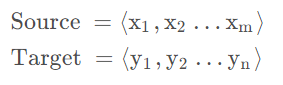 Source = ⟨x₁, x₂ ... xₘ⟩
Target = ⟨y₁, y₂ ... yₙ⟩